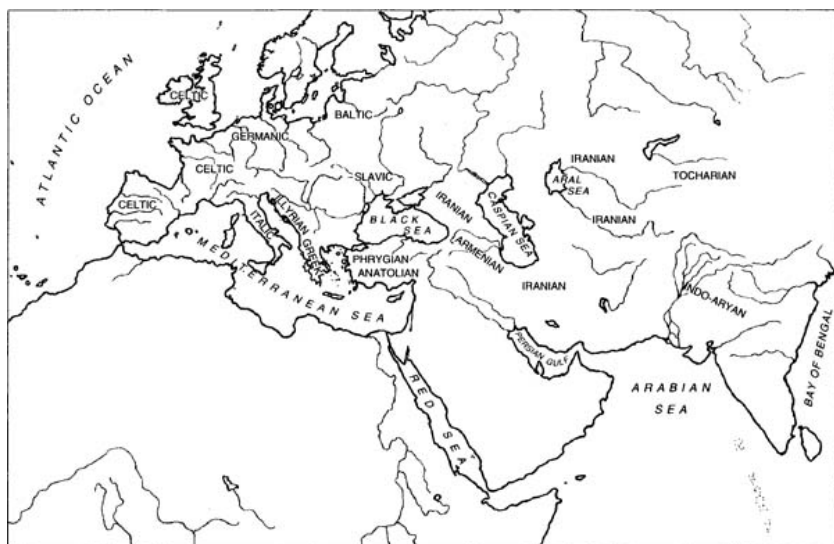 ATLANTIC OCEAN
CELTIC
BALTIC
GERMANIC
CELTIC
SLAVIC
CELTIC
ITALIC
ILLYRIAN
GREEK
BLACK
SEA
IRANIAN
CASPIAN SEA
IRANIAN
ARAL
SEA
TOCHARIAN
IRANIAN
ARMENIAN
PHRYGIAN
ANATOLIAN
IRANIAN
INDO-ARYAN
MEDITERRANEAN SEA
PERSIAN GULF
RED SEA
ARABIAN
SEA
BAY OF BENGAL